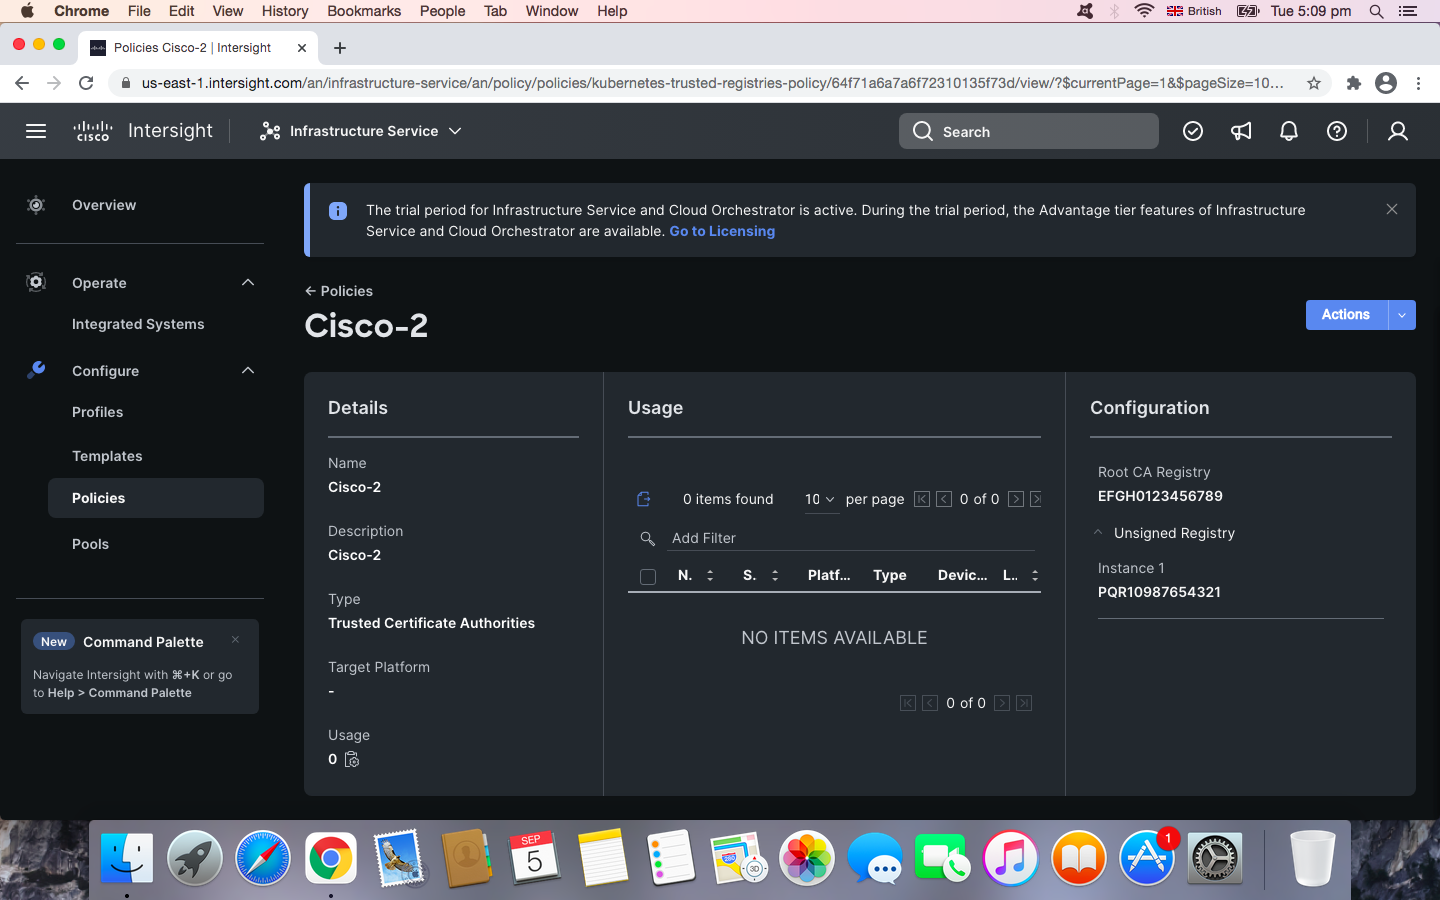 Chrome File Edit View History Bookmarks People Tab Window Help British Tue 5:09 pm
Policies Cisco-2 | Intersight
us-east-1.intersight.com/an/infrastructure-service/an/policy/policies/kubernetes-trusted-registries-policy/64f71a6a7a6f72310135f73d/view/?$currentPage=1&$pageSize=10...
cisco Intersight Infrastructure Service Search
Overview
Operate
Integrated Systems
Configure
Profiles
Templates
Policies
Pools
New Command Palette
Navigate Intersight with ⌘+K or go
to Help > Command Palette
The trial period for Infrastructure Service and Cloud Orchestrator is active. During the trial period, the Advantage tier features of Infrastructure
Service and Cloud Orchestrator are available. Go to Licensing
← Policies
Cisco-2
Actions
Details
Name
Cisco-2
Description
Cisco-2
Type
Trusted Certificate Authorities
Target Platform
-
Usage
0
Usage
0 items found 10 per page 0 of 0
Add Filter
N. S. Platf... Type Devic... L..
NO ITEMS AVAILABLE
0 of 0
Configuration
Root CA Registry
EFGH0123456789
Unsigned Registry
Instance 1
PQR10987654321
SEP
5
280
3D
1